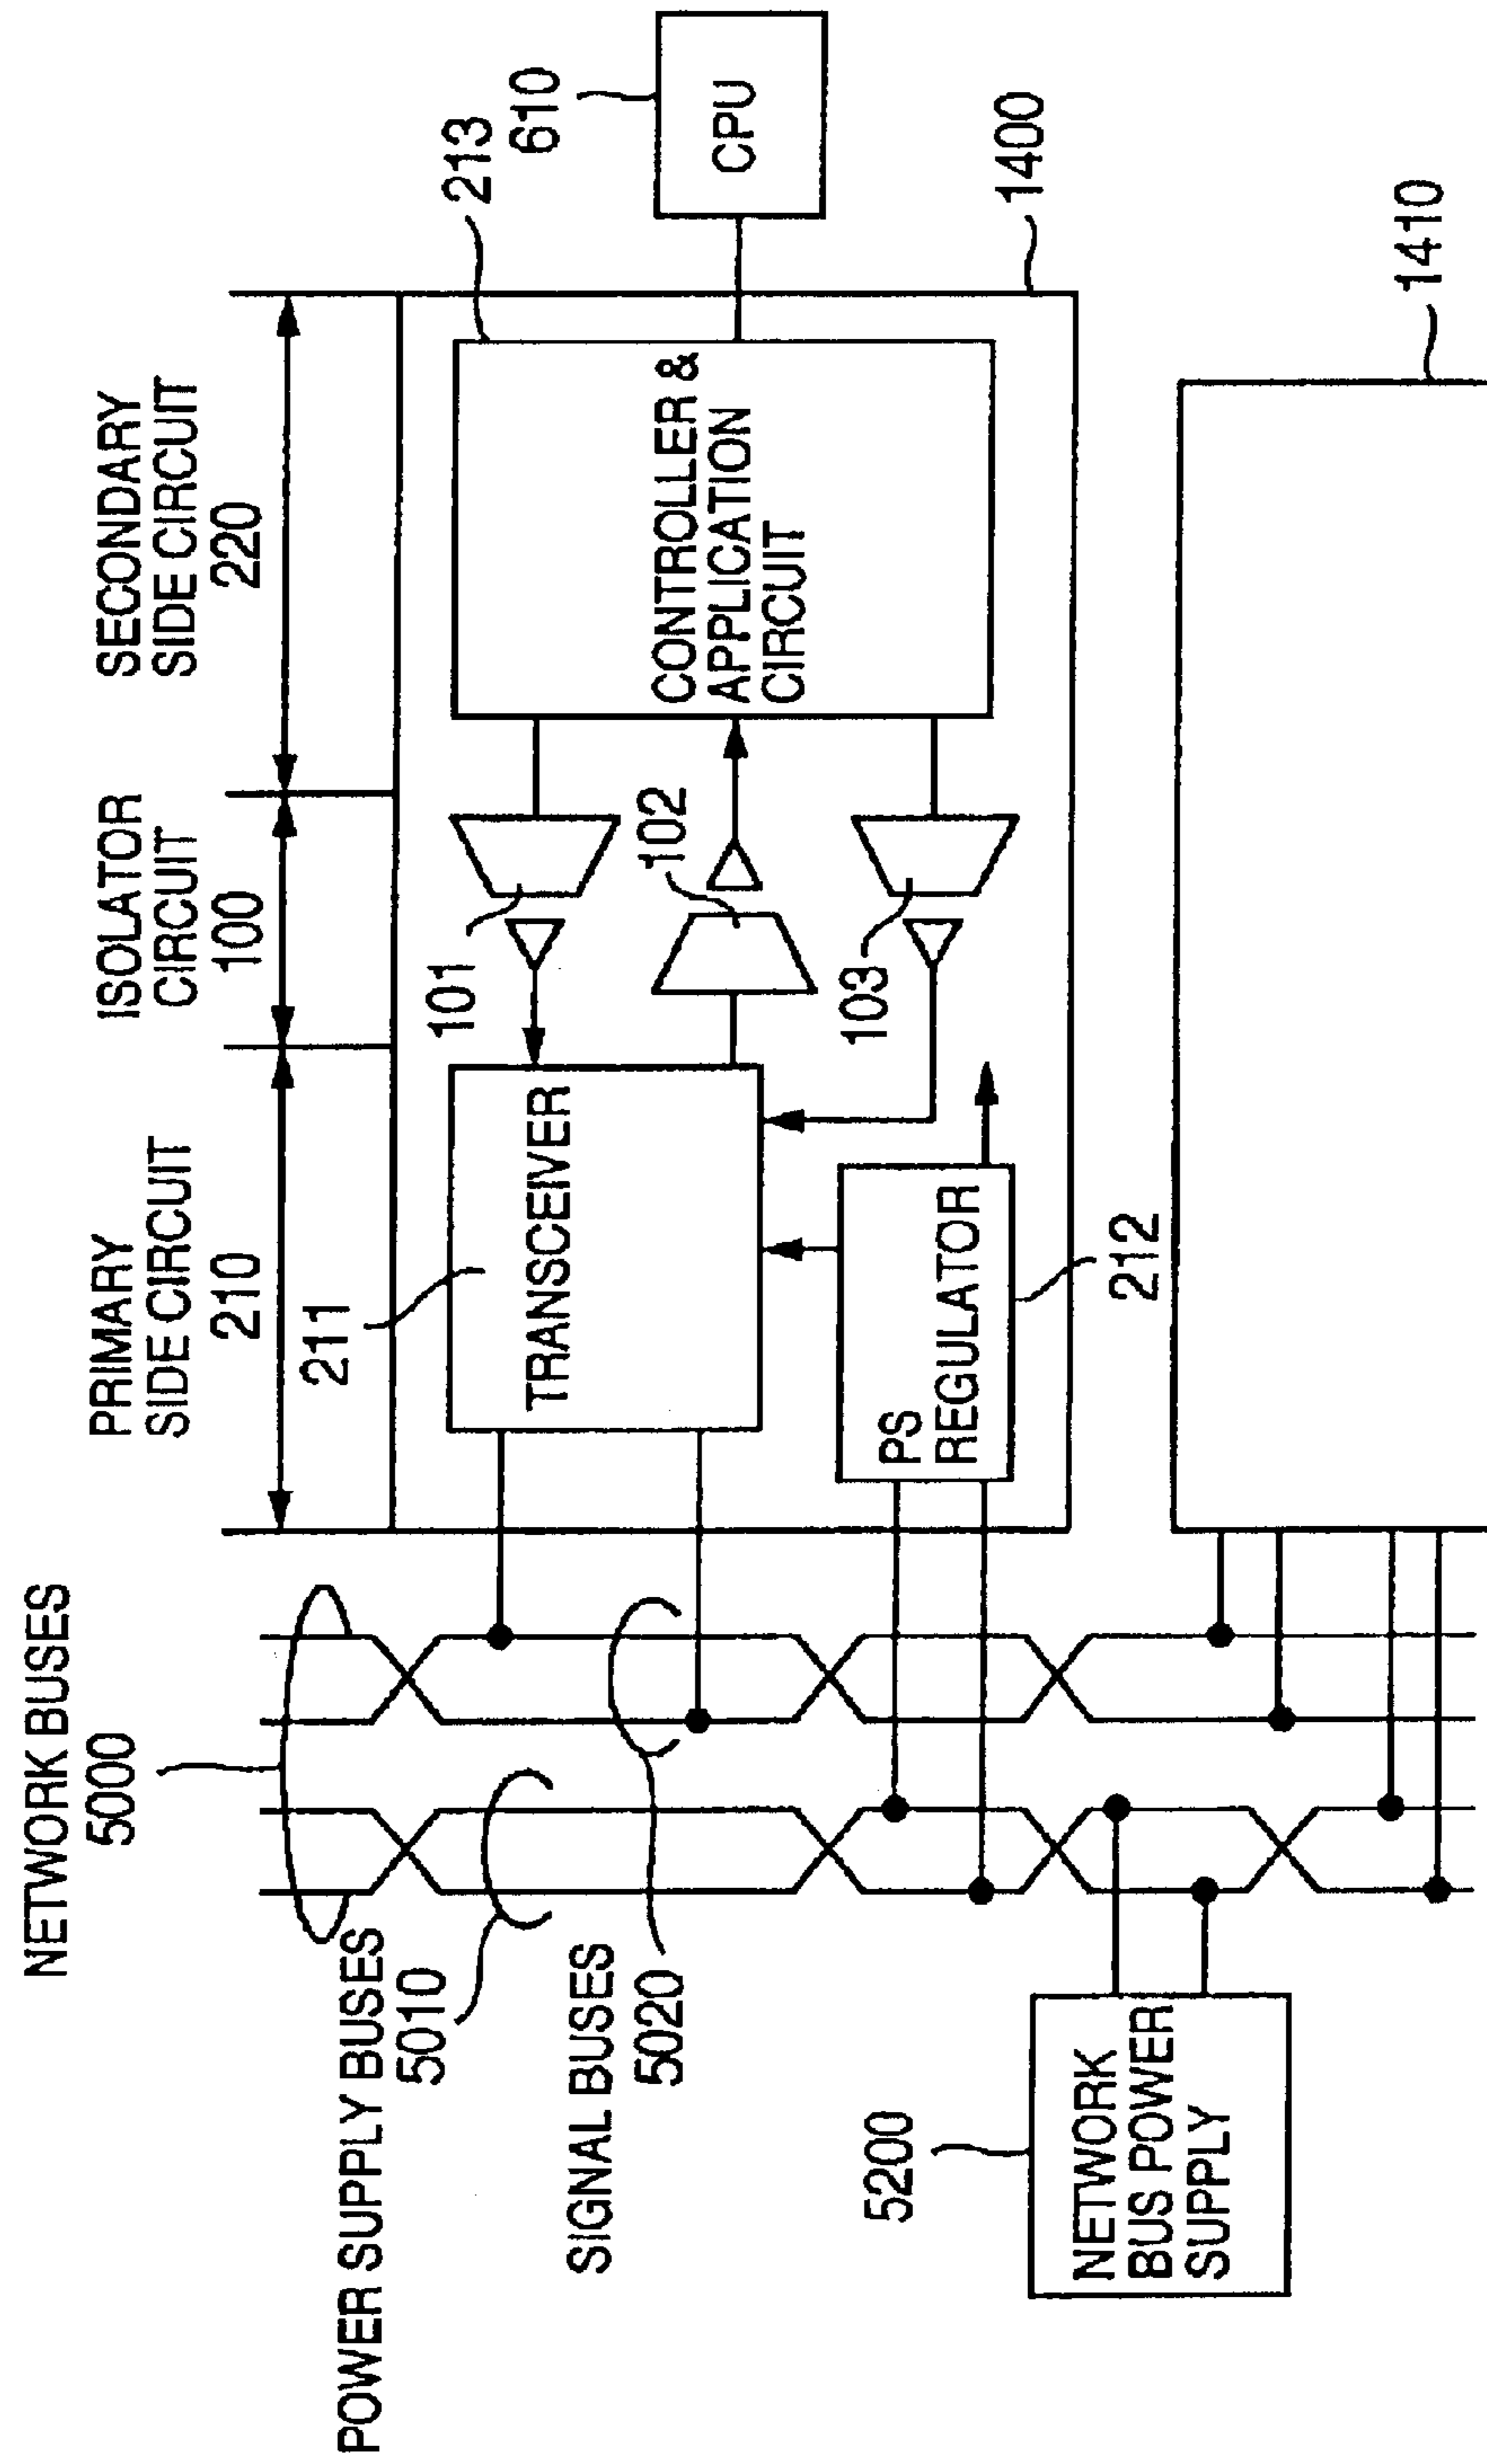 NETWORK BUSES
5000
POWER SUPPLY BUSES
5010
SIGNAL BUSES
5020
5200
NETWORK
BUS POWER
SUPPLY
PRIMARY
SIDE CIRCUIT
210
ISOLATOR
CIRCUIT
100
SECONDARY
SIDE CIRCUIT
220
211
TRANSCEIVER
PS
REGULATOR
212
101
102
103
CONTROLLER &
APPLICATION
CIRCUIT
213
610
CPU
1400
1410